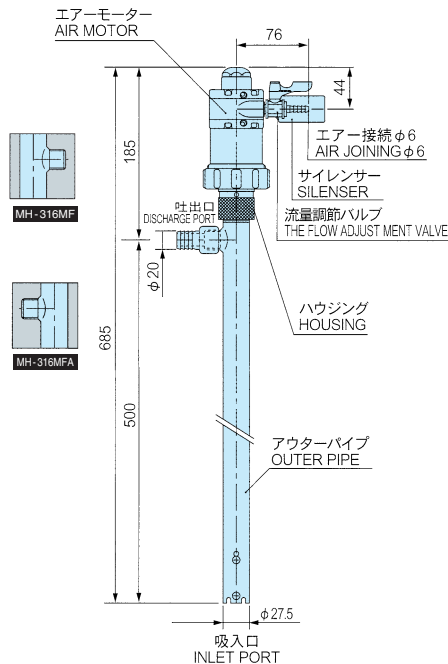 エアーモーター
AIR MOTOR
76
44
エアー接続φ6
AIR JOININGφ6
サイレンサー
SILENSER
流量調節バルブ
THE FLOW ADJUST MENT VALVE
185
吐出口
DISCHARGE PORT
φ20
MH-316MF
MH-316MFA
ハウジング
HOUSING
685
500
アウターパイプ
OUTER PIPE
φ27.5
吸入口
INLET PORT